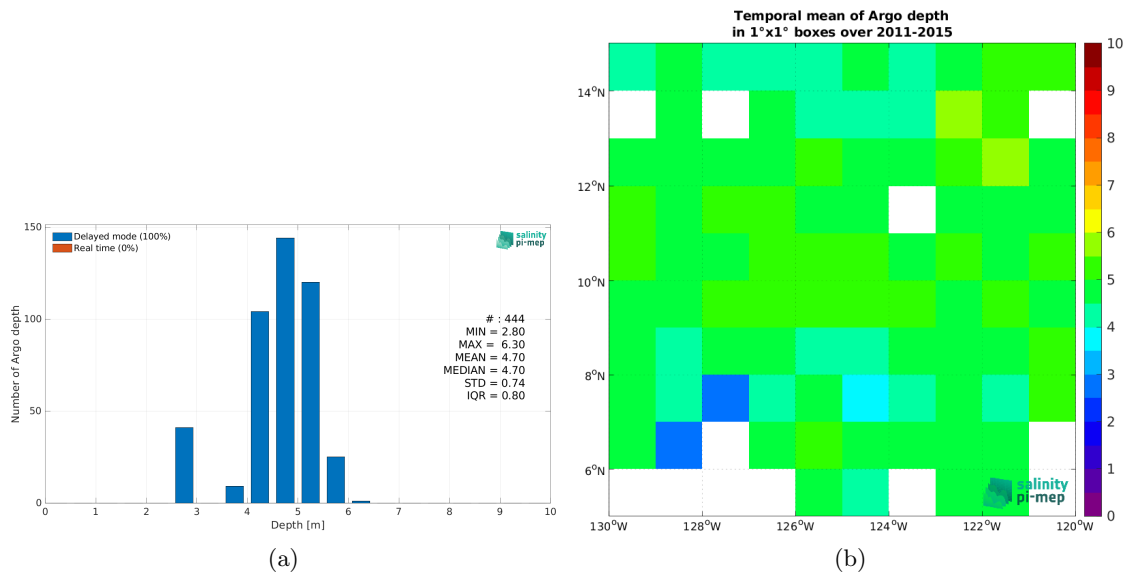 Delayed mode (100%)
Real time (0%)
salinity
pi-mep
150
100
50
0
Number of Argo depth
# : 444
MIN = 2.80
MAX = 6.30
MEAN = 4.70
MEDIAN = 4.70
STD = 0.74
IQR = 0.80
0 1 2 3 4 5 6 7 8 9 10
Depth [m]
(a)
Temporal mean of Argo depth
in 1°x1° boxes over 2011-2015
14°N
12°N
10°N
8°N
6°N
130°W 128°W 126°W 124°W 122°W 120°W
salinity
pi-mep
10
9
8
7
6
5
4
3
2
1
0
(b)